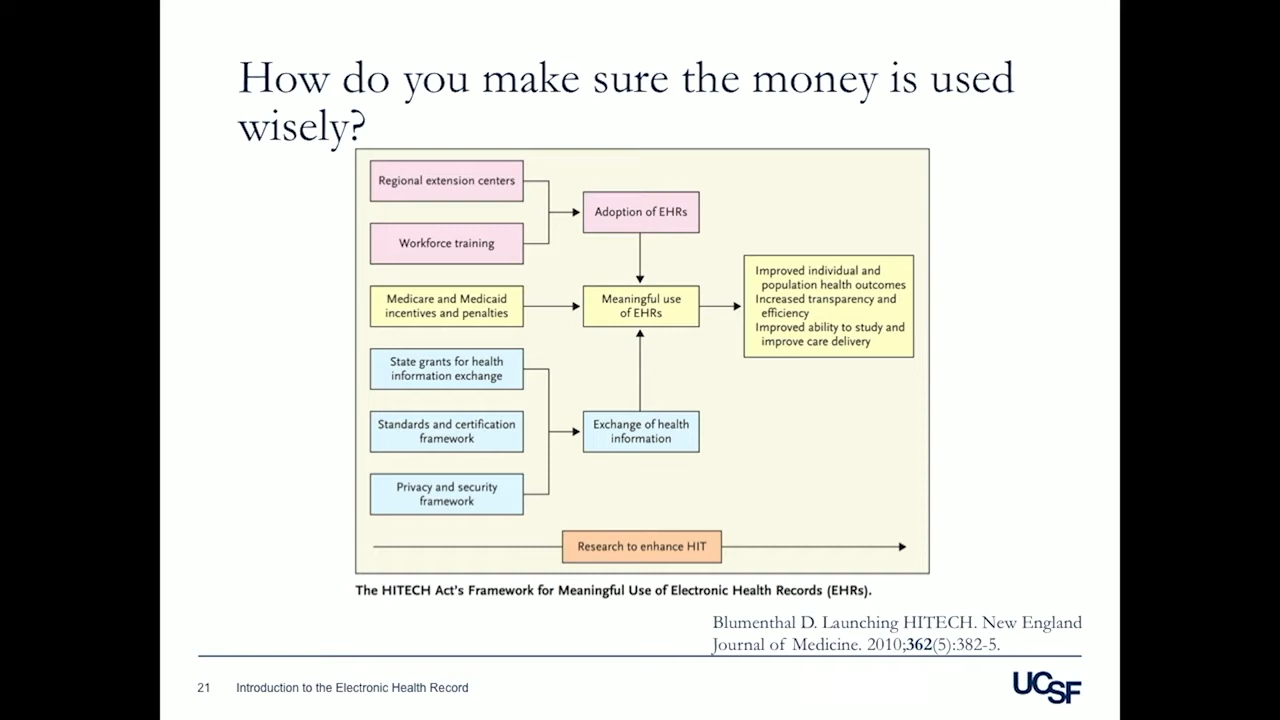 How do you make sure the money is used
wisely?
Regional extension centers
Workforce training
Adoption of EHRs
Medicare and Medicaid
incentives and penalties
Meaningful use
of EHRs
Improved individual and
population health outcomes
Increased transparency and
efficiency
Improved ability to study and
improve care delivery
State grants for health
information exchange
Standards and certification
framework
Privacy and security
framework
Exchange of health
information
Research to enhance HIT
The HITECH Act's Framework for Meaningful Use of Electronic Health Records (EHRs).
Blumenthal D. Launching HITECH. New England
Journal of Medicine. 2010;362(5):382-5.
21 Introduction to the Electronic Health Record
UCSF